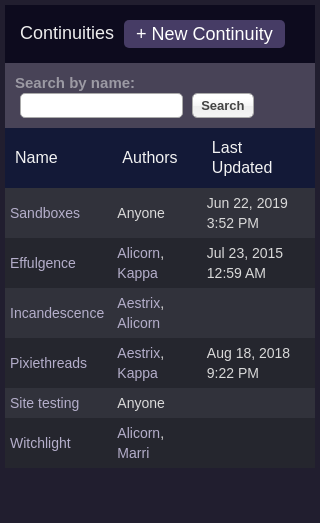 Continuities + New Continuity
Search by name:
Search
Name Authors Last Updated
Sandboxes Anyone Jun 22, 2019 3:52 PM
Effulgence Alicorn, Kappa Jul 23, 2015 12:59 AM
Incandescence Aestrix, Alicorn
Pixiethreads Aestrix, Kappa Aug 18, 2018 9:22 PM
Site testing Anyone
Witchlight Alicorn, Marri